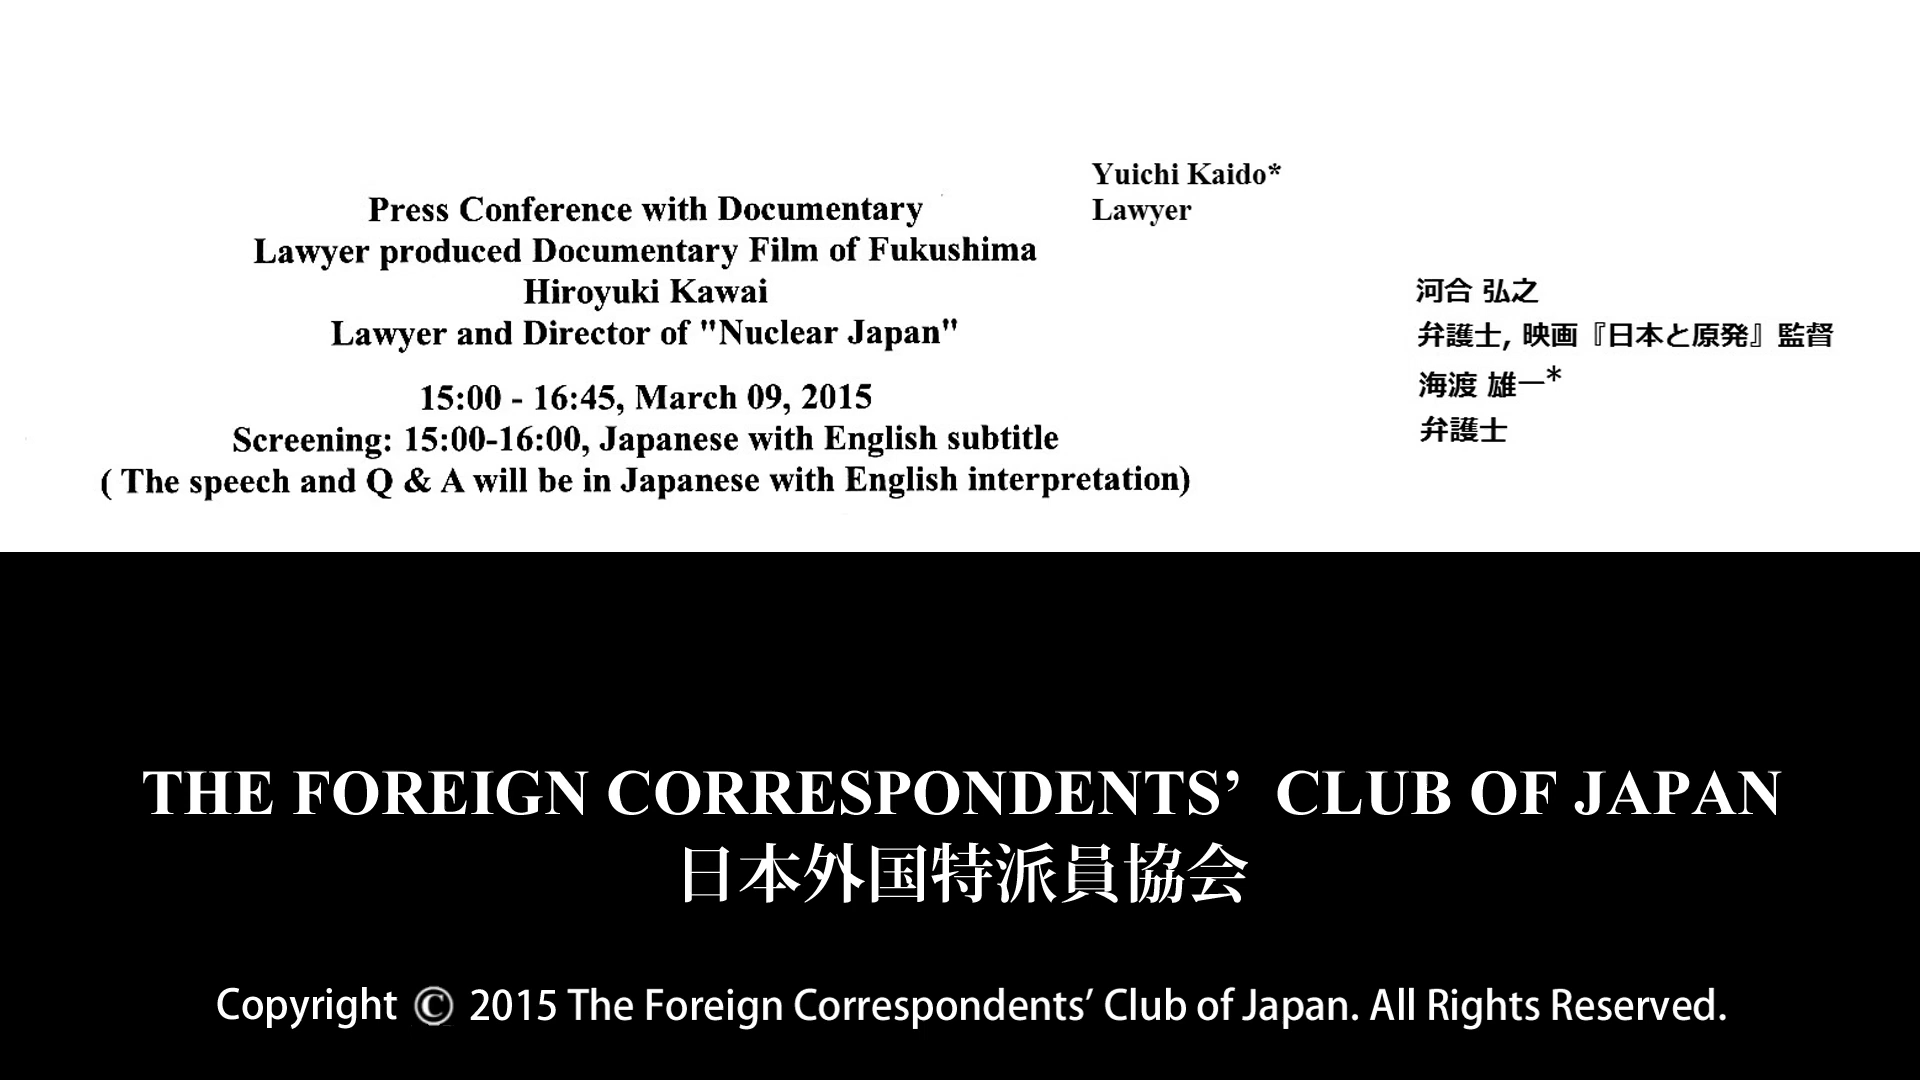 Press Conference with Documentary
Lawyer produced Documentary Film of Fukushima
Hiroyuki Kawai
Lawyer and Director of "Nuclear Japan"
15:00 - 16:45, March 09, 2015
Screening: 15:00-16:00, Japanese with English subtitle
( The speech and Q & A will be in Japanese with English interpretation)
Yuichi Kaido*
Lawyer
河合 弘之
弁護士, 映画『日本と原発』監督
海渡 雄一*
弁護士
THE FOREIGN CORRESPONDENTS’ CLUB OF JAPAN
日本外国特派員協会
Copyright © 2015 The Foreign Correspondents’ Club of Japan. All Rights Reserved.